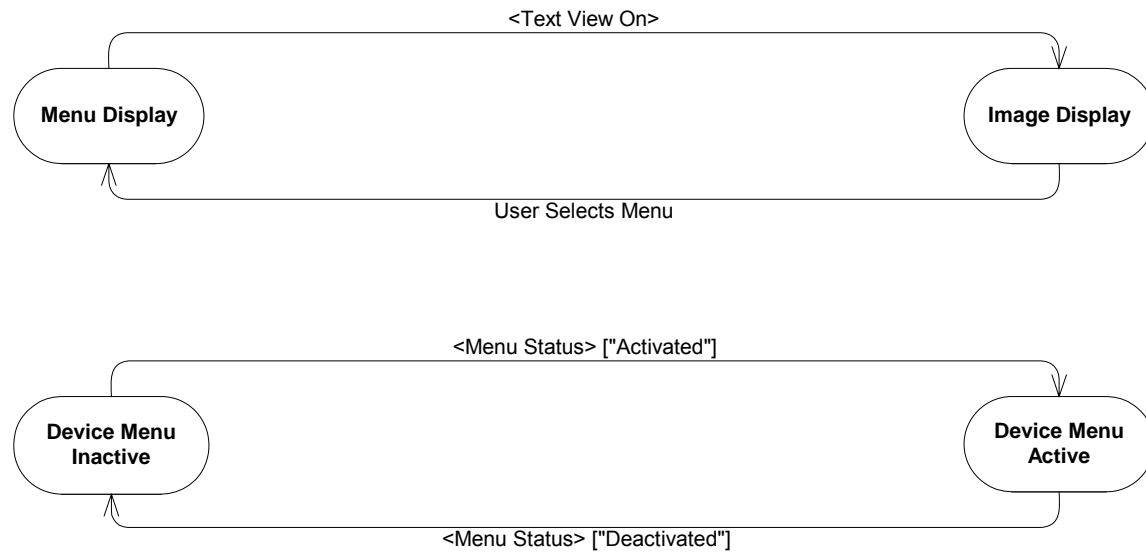 <Text View On>
Menu Display
Image Display
User Selects Menu
<Menu Status> ["Activated"]
Device Menu
Inactive
Device Menu
Active
<Menu Status> ["Deactivated"]